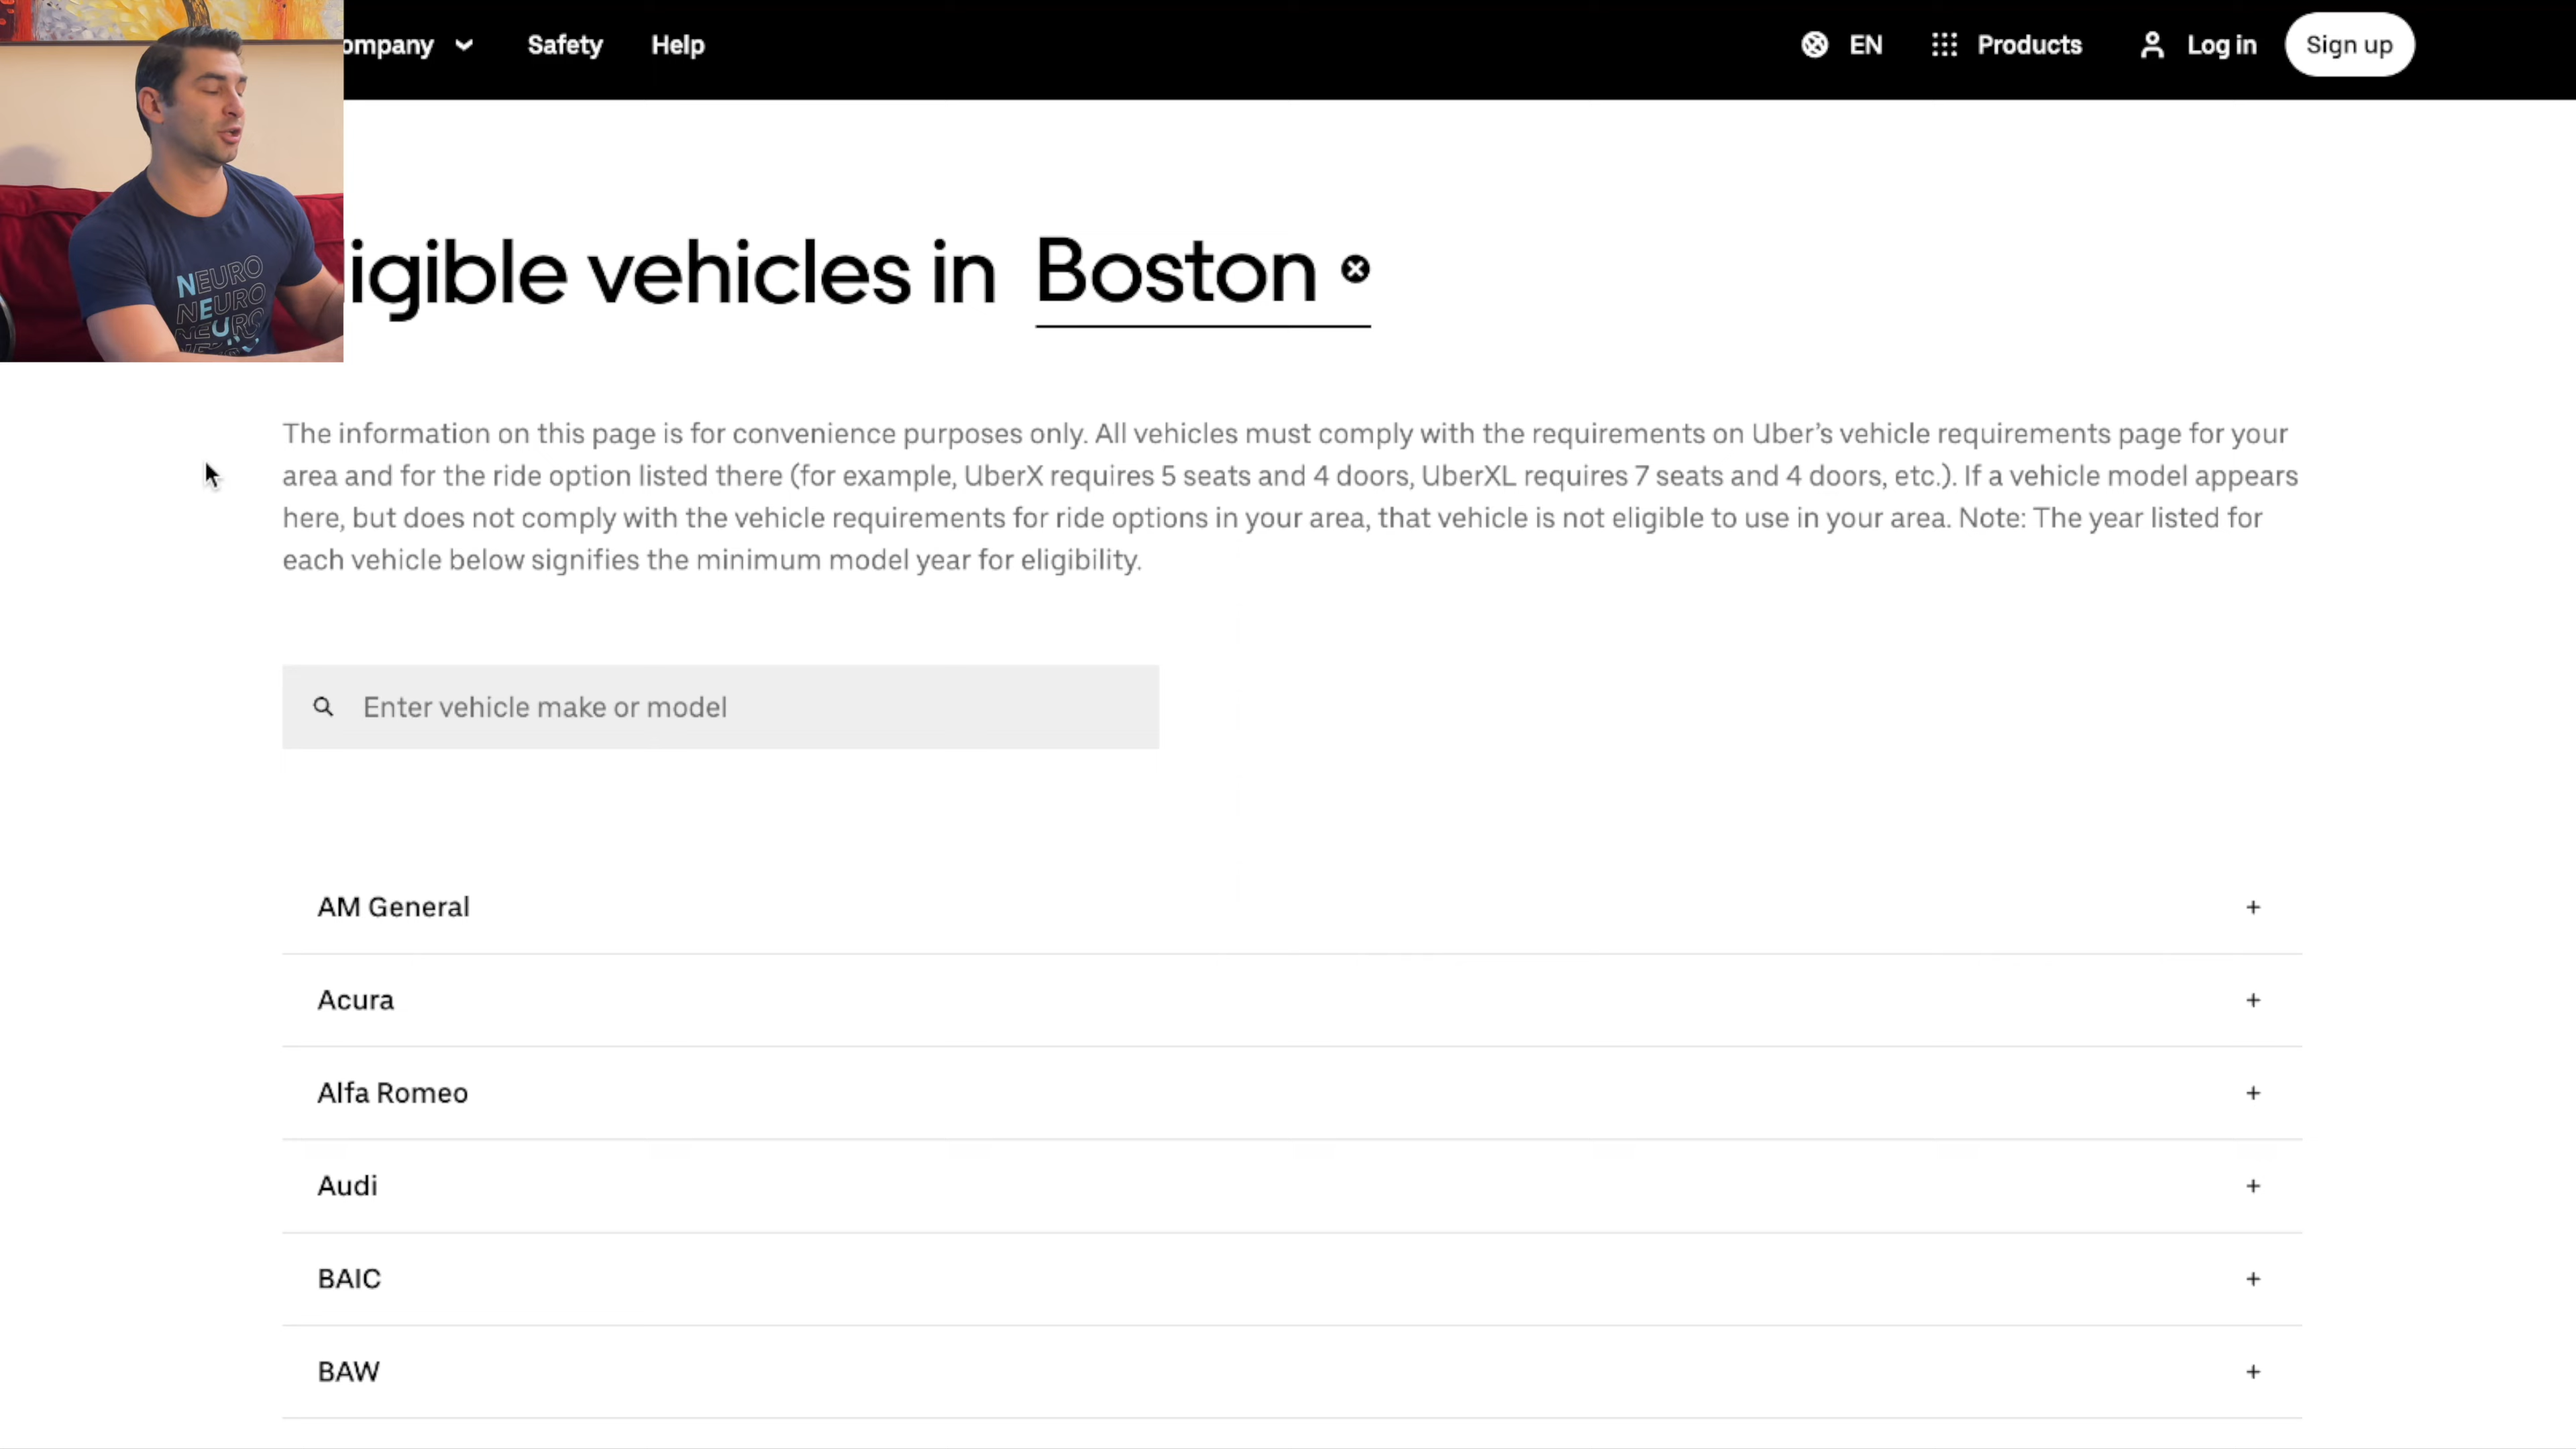 ompany
Safety
Help
EN
Products
Log in
Sign up
NEURO
NEURO
NEURO
igible vehicles in Boston
The information on this page is for convenience purposes only. All vehicles must comply with the requirements on Uber’s vehicle requirements page for your
area and for the ride option listed there (for example, UberX requires 5 seats and 4 doors, UberXL requires 7 seats and 4 doors, etc.). If a vehicle model appears
here, but does not comply with the vehicle requirements for ride options in your area, that vehicle is not eligible to use in your area. Note: The year listed for
each vehicle below signifies the minimum model year for eligibility.
Enter vehicle make or model
AM General
Acura
Alfa Romeo
Audi
BAIC
BAW